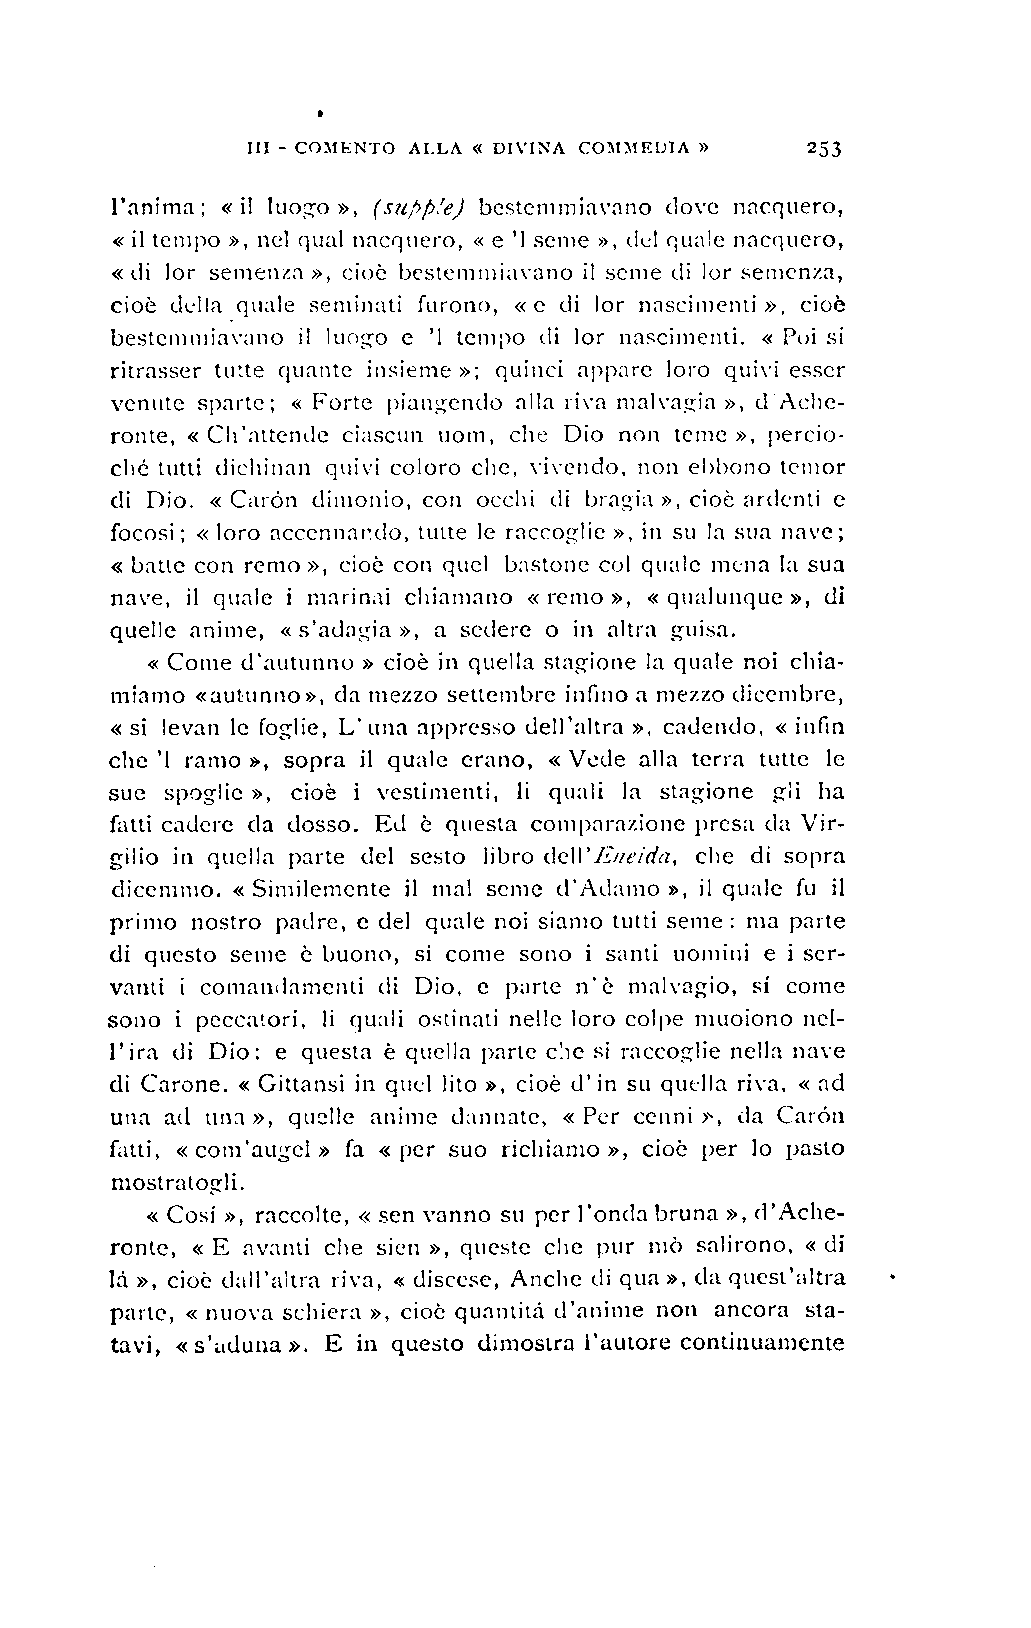 III - COMENTO ALLA « DIVINA COMMEDIA » 253
l'anima; « il luogo », (supple) bestemmiavano dove nacquero,
« il tempo », nel qual nacquero, « e 'l seme », del quale nacquero,
« di lor semenza », cioè bestemmiavano il seme di lor semenza,
cioè della quale seminati furono, « e di lor nascimenti », cioè
bestemmiavano il luogo e 'l tempo di lor nascimenti. « Poi si
ritrasser tutte quante insieme »; quinci appare loro quivi esser
venute sparte; « Forte piangendo alla riva malvagia », d'Ache-
ronte, « Ch'attende ciascun uom, che Dio non teme », percio-
ché tutti dichinan quivi coloro che, vivendo, non ebbono temor
di Dio. « Carón dimonio, con occhi di bragia », cioè ardenti e
focosi; « loro accennando, tutte le raccoglie », in su la sua nave;
« batte con remo », cioè con quel bastone col quale mena la sua
nave, il quale i marinai chiamano « remo », « qualunque », di
quelle anime, « s'adagia », a sedere o in altra guisa.
« Come d'autunno » cioè in quella stagione la quale noi chia-
miamo «autunno», da mezzo settembre infino a mezzo dicembre,
« si levan le foglie, L' una appresso dell'altra », cadendo, « infin
che 'l ramo », sopra il quale erano, « Vede alla terra tutte le
sue spoglie », cioè i vestimenti, li quali la stagione gli ha
fatti cadere da dosso. Ed è questa comparazione presa da Vir-
gilio in quella parte del sesto libro dell'Eneida, che di sopra
dicemmo. « Similemente il mal seme d'Adamo », il quale fu il
primo nostro padre, e del quale noi siamo tutti seme: ma parte
di questo seme è buono, si come sono i santi uomini e i ser-
vanti i comandamenti di Dio, e parte n'è malvagio, sí come
sono i peccatori, li quali ostinati nelle loro colpe muoiono nel-
l'ira di Dio: e questa è quella parte che si raccoglie nella nave
di Carone. « Gittansi in quel lito », cioè d' in su quella riva, « ad
una ad una », quelle anime dannate, « Per cenni », da Carón
fatti, « com'augel » fa « per suo richiamo », cioè per lo pasto
mostratogli.
« Cosí », raccolte, « sen vanno su per l'onda bruna », d'Ache-
ronte, « E avanti che sien », queste che pur mò salirono, « di
lá », cioè dall'altra riva, « discese, Anche di qua », da quest'altra
parte, « nuova schiera », cioè quantitá d'anime non ancora sta-
tavi, « s'aduna ». E in questo dimostra l'autore continuamente